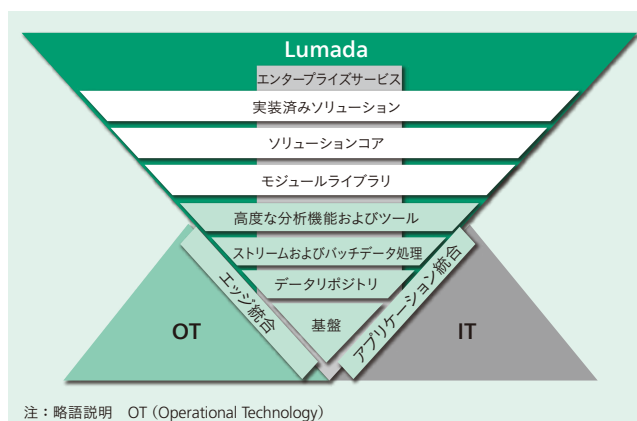 Lumada
エンタープライズサービス
実装済みソリューション
ソリューションコア
モジュールライブラリ
高度な分析機能およびツール
ストリームおよびバッチデータ処理
データリポジトリ
基盤
エッジ統合
アプリケーション統合
OT
IT
注：略語説明 OT（Operational Technology）